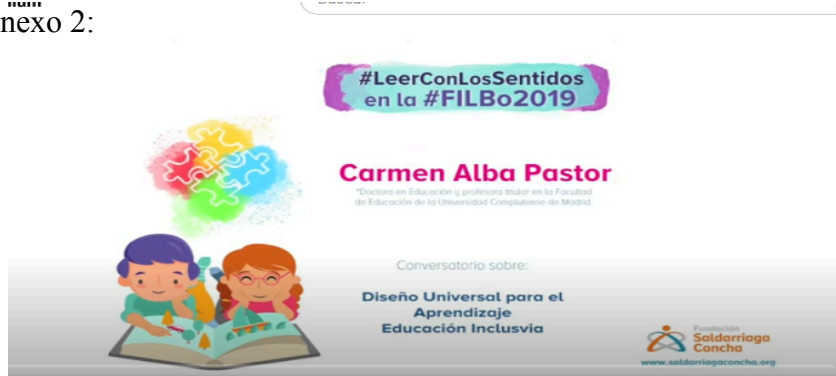 nexo 2:
#LeerConLosSentidos
en la #FILBo2019
Carmen Alba Pastor
*Doctora en Educación y profesora titular en la Facultad
de Educación de la Universidad Complutense de Madrid.
Conversatorio sobre:
Diseño Universal para el
Aprendizaje
Educación Inclusvia
Fundación
Saldarriaga
Concha
www.saldarriagaconcha.org